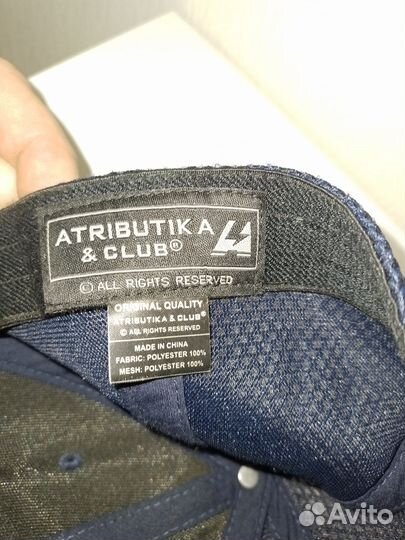 ATRIBUTIKA
& CLUB®
© ALL RIGHTS RESERVED
ORIGINAL QUALITY
ATRIBUTIKA & CLUB®
© ALL RIGHTS RESERVED
MADE IN CHINA
FABRIC: POLYESTER 100%
MESH: POLYESTER 100%
Avito